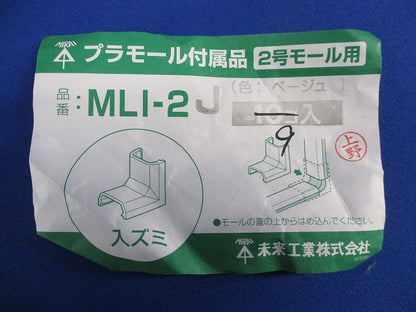 MIRAI
プラモール付属品 2号モール用
品番:MLI-2J
(色:ベージュ)
10コ入
9
上野
入ズミ
●モールの蓋の上からはめ込んでください。
MIRAI 未来工業株式会社